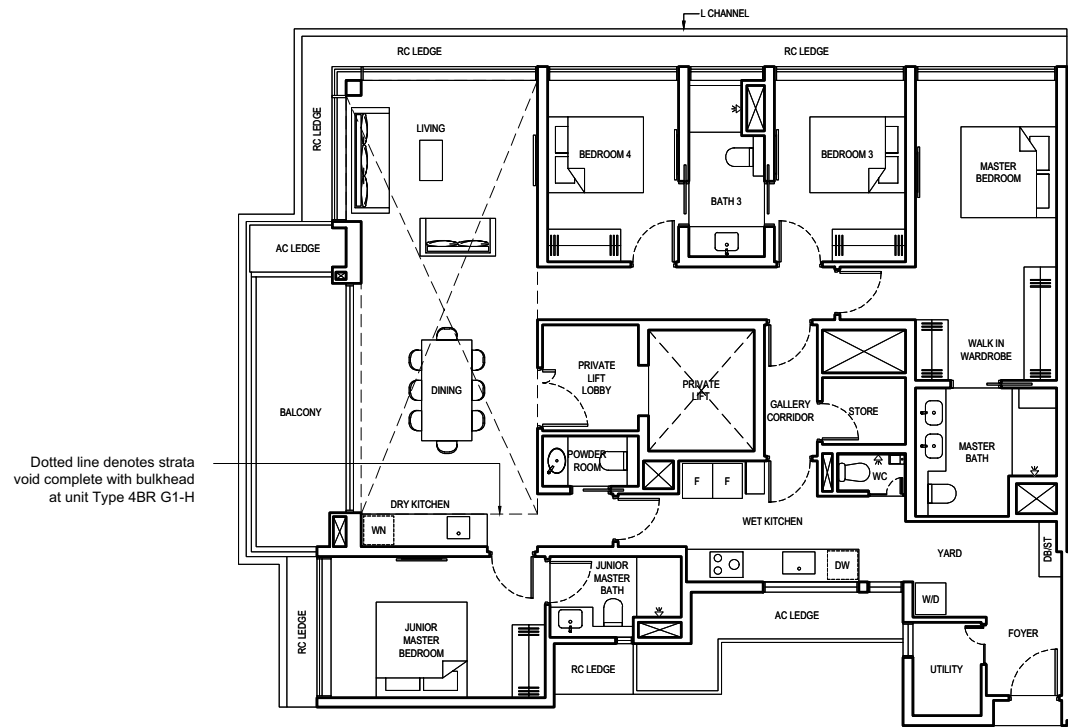 L CHANNEL
RC LEDGE
RC LEDGE
RC LEDGE
LIVING
BEDROOM 4
BEDROOM 3
MASTER
BEDROOM
BATH 3
AC LEDGE
WALK IN
WARDROBE
PRIVATE
LIFT
LOBBY
PRIVATE
LIFT
GALLERY
CORRIDOR
STORE
DINING
BALCONY
MASTER
BATH
POWDER
ROOM
Dotted line denotes strata
void complete with bulkhead
at unit Type 4BR G1-H
F
F
WC
DRY KITCHEN
WN
WET KITCHEN
YARD
DB/ST
JUNIOR
MASTER
BATH
DW
W/D
AC LEDGE
RC LEDGE
JUNIOR
MASTER
BEDROOM
FOYER
RC LEDGE
UTILITY